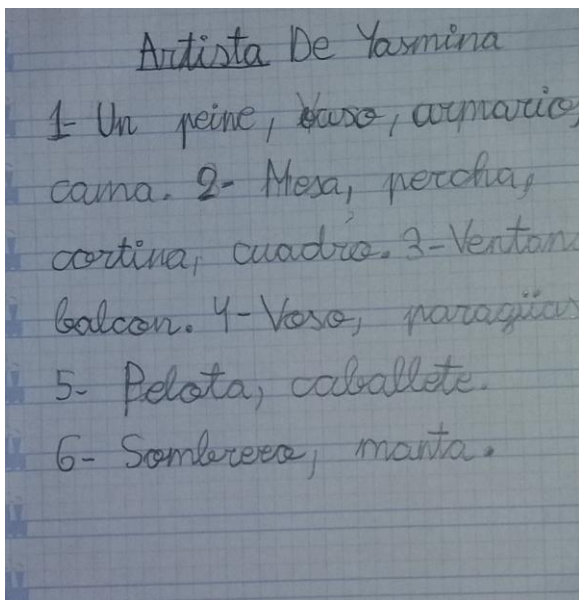 Artista De Yasmina
1- Un peine, vaso, armario,
cama. 2- Mesa, percha,
cortina, cuadro. 3-Ventan
balcon. 4-Vaso, paragüas
5- Pelota, caballete.
6- Sombrero, manta.